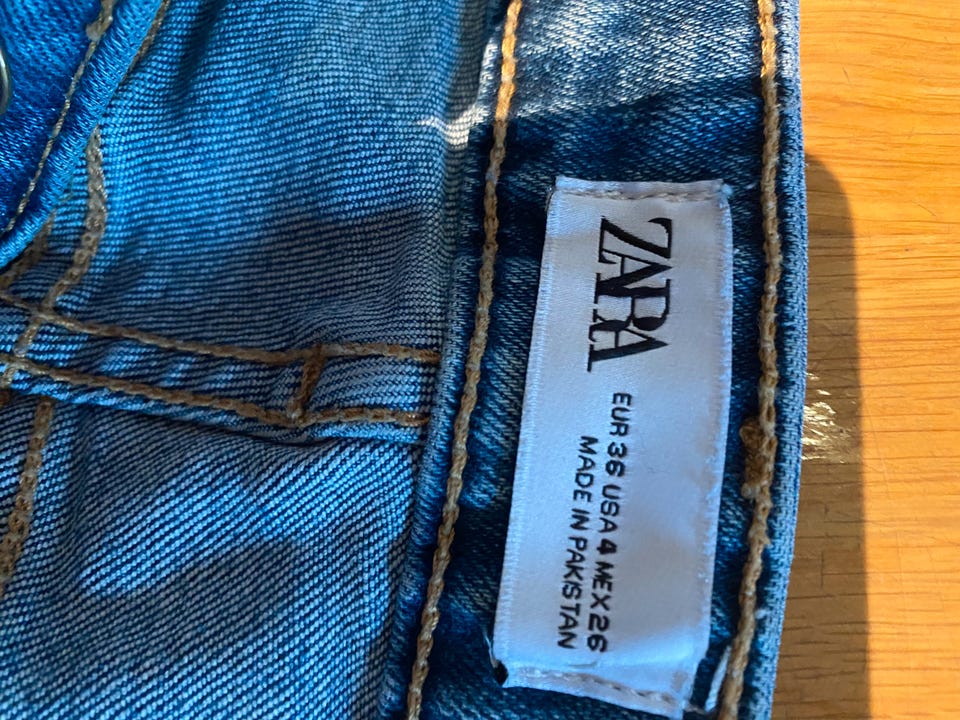 ZARA
EUR 36 USA 4 MEX 26
MADE IN PAKISTAN